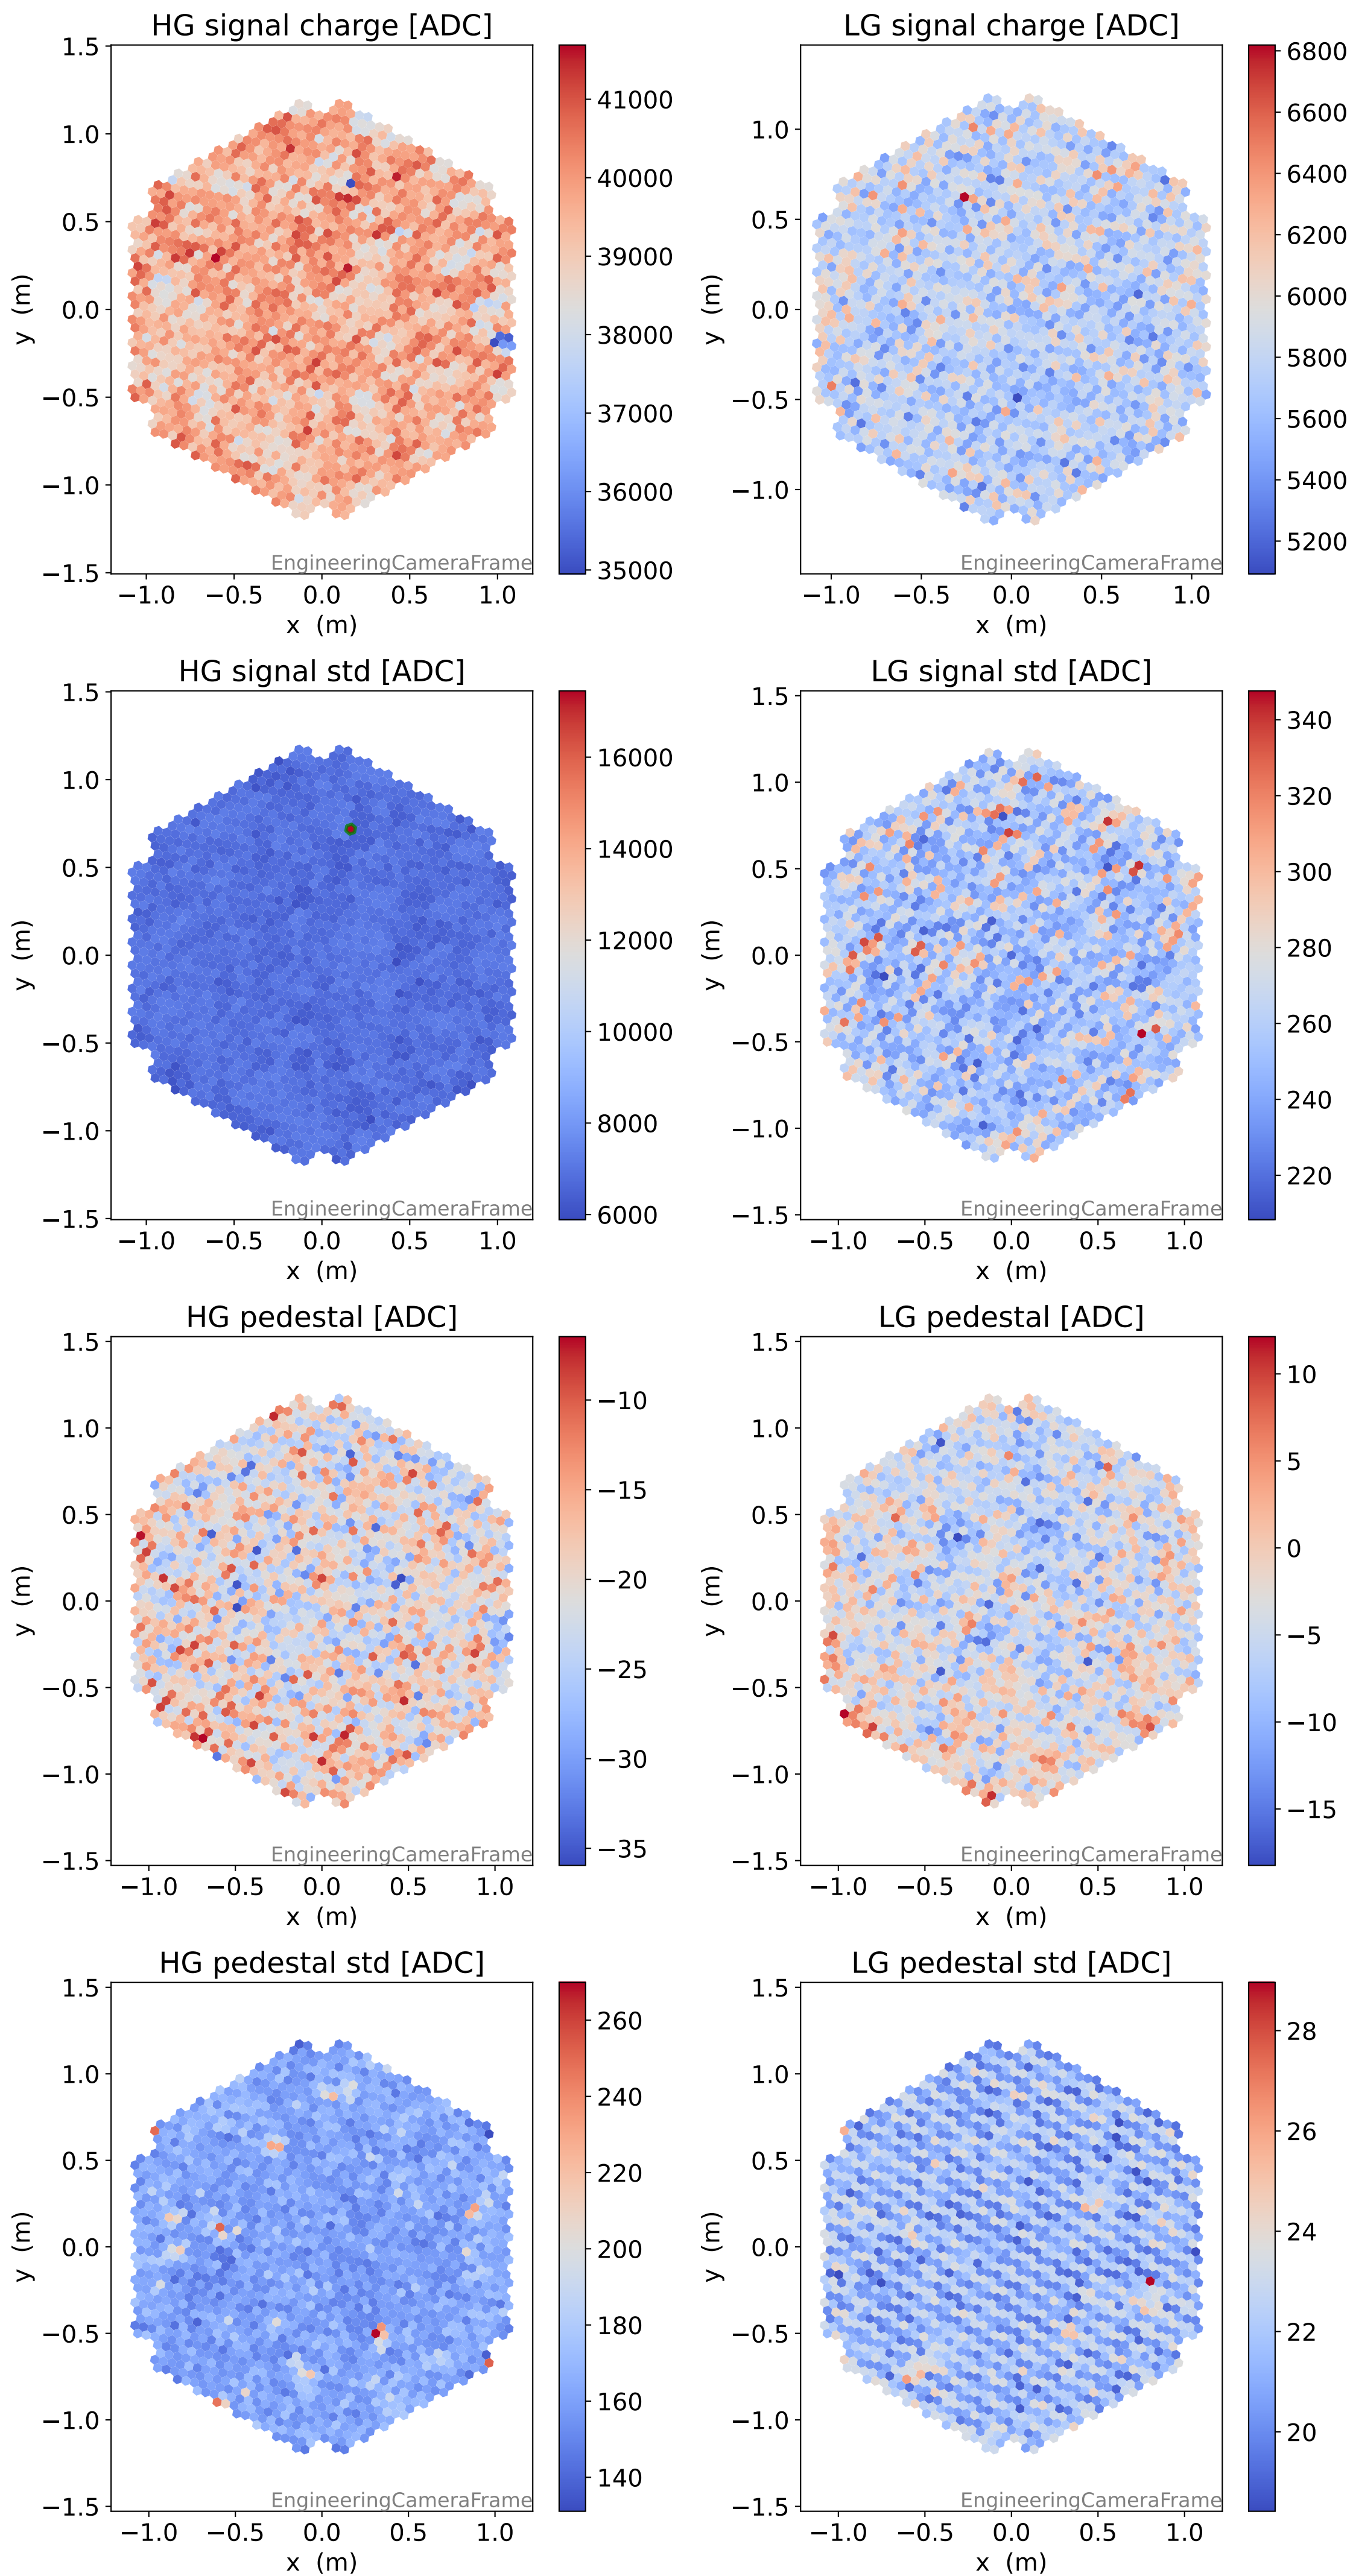 HG signal charge [ADC]
LG signal charge [ADC]
1.5
1.0
0.5
0.0
−0.5
−1.0
−1.5
y (m)
−1.0 −0.5 0.0 0.5 1.0
x (m)
EngineeringCameraFrame
41000
40000
39000
38000
37000
36000
35000
1.0
0.5
0.0
−0.5
−1.0
y (m)
−1.0 −0.5 0.0 0.5 1.0
x (m)
EngineeringCameraFrame
6800
6600
6400
6200
6000
5800
5600
5400
5200
HG signal std [ADC]
LG signal std [ADC]
1.5
1.0
0.5
0.0
−0.5
−1.0
−1.5
y (m)
−1.0 −0.5 0.0 0.5 1.0
x (m)
EngineeringCameraFrame
16000
14000
12000
10000
8000
6000
1.5
1.0
0.5
0.0
−0.5
−1.0
−1.5
y (m)
−1.0 −0.5 0.0 0.5 1.0
x (m)
EngineeringCameraFrame
340
320
300
280
260
240
220
HG pedestal [ADC]
LG pedestal [ADC]
1.5
1.0
0.5
0.0
−0.5
−1.0
−1.5
y (m)
−1.0 −0.5 0.0 0.5 1.0
x (m)
EngineeringCameraFrame
−10
−15
−20
−25
−30
−35
1.5
1.0
0.5
0.0
−0.5
−1.0
−1.5
y (m)
−1.0 −0.5 0.0 0.5 1.0
x (m)
EngineeringCameraFrame
10
5
0
−5
−10
−15
HG pedestal std [ADC]
LG pedestal std [ADC]
1.5
1.0
0.5
0.0
−0.5
−1.0
−1.5
y (m)
−1.0 −0.5 0.0 0.5 1.0
x (m)
EngineeringCameraFrame
260
240
220
200
180
160
140
1.5
1.0
0.5
0.0
−0.5
−1.0
−1.5
y (m)
−1.0 −0.5 0.0 0.5 1.0
x (m)
EngineeringCameraFrame
28
26
24
22
20